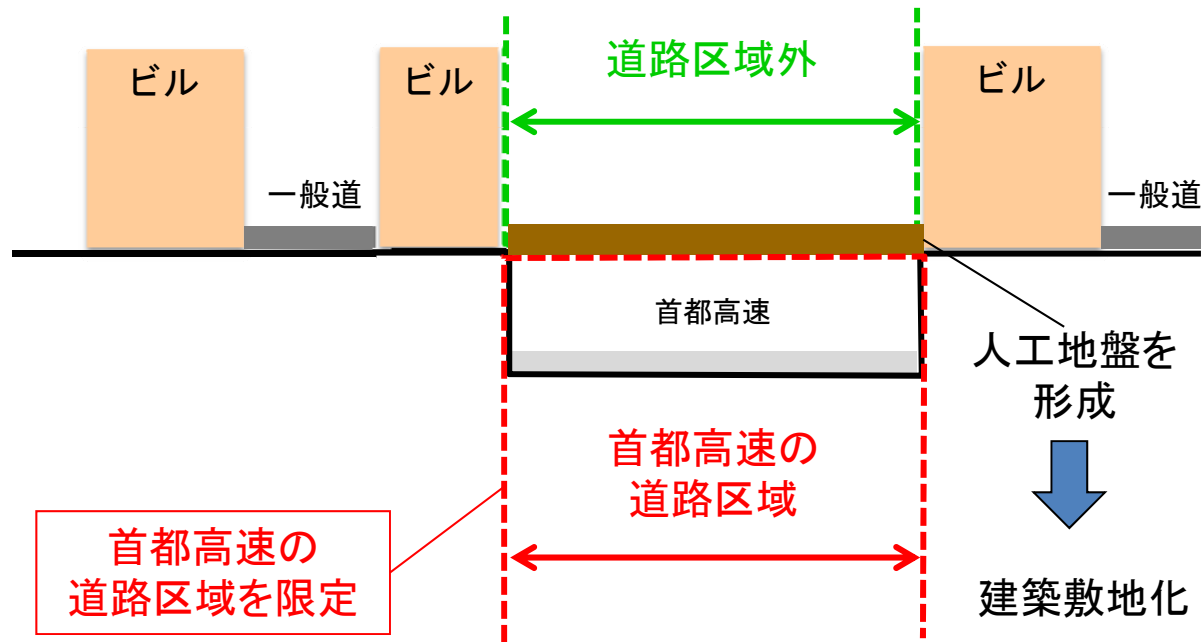 ビル
ビル
道路区域外
ビル
一般道
一般道
首都高速
人工地盤を
形成
首都高速の
道路区域
首都高速の
道路区域を限定
建築敷地化